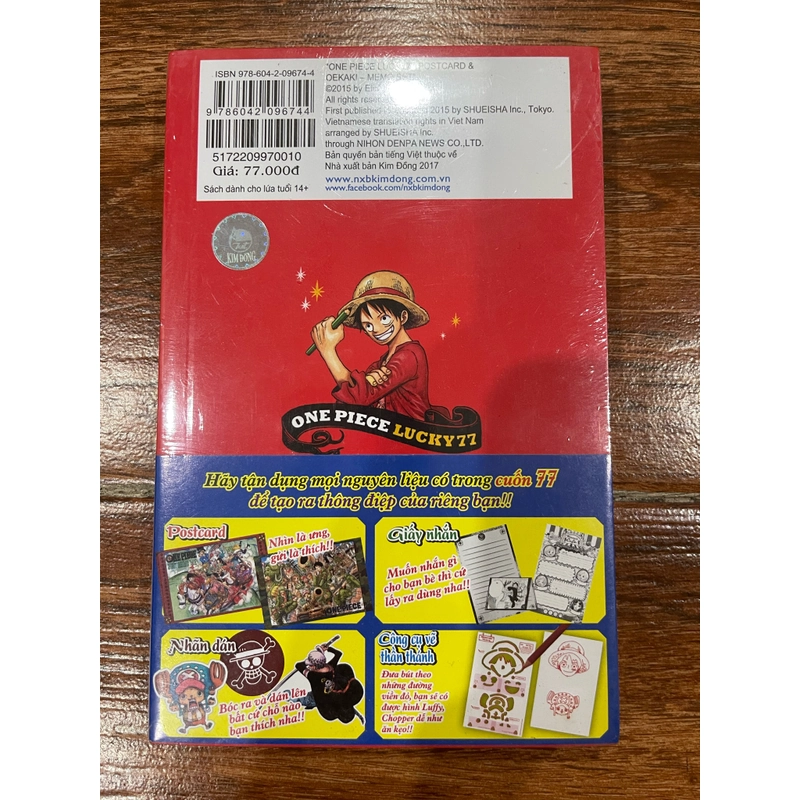 ISBN 978-604-2-09674-4
9 786042 096744
5172209970010
Giá: 77.000đ
Sách dành cho lứa tuổi 14+
"ONE PIECE POSTCARD &
OEKAKI – MEMO
©2015 by
All rights reserved
First published 2015 by SHUEISHA Inc., Tokyo.
Vietnamese translation rights in Viet Nam
arranged by SHUEISHA Inc.
through NIHON DENPA NEWS CO.,LTD.
Bản quyền bản tiếng Việt thuộc về
Nhà xuất bản Kim Đồng 2017
www.nxbkimdong.com.vn
www.facebook.com/nxbkimdong
KIM ĐỒNG
ONE PIECE LUCKY 77
Hãy tận dụng mọi nguyên liệu có trong cuốn 77
để tạo ra thông điệp của riêng bạn!!
Postcard
Nhìn là ưng,
gửi là thích!!
ONE PIECE
Giấy nhắn
Muốn nhắn gì
cho bạn bè thì cứ
lấy ra dùng nha!!
Nhãn dán
Bóc ra và dán lên
bất cứ chỗ nào
bạn thích nha!!
Công cụ vẽ
thần thánh
Đưa bút theo
những đường
viền đó, bạn sẽ có
được hình Luffy,
Chopper dễ như
ăn kẹo!!